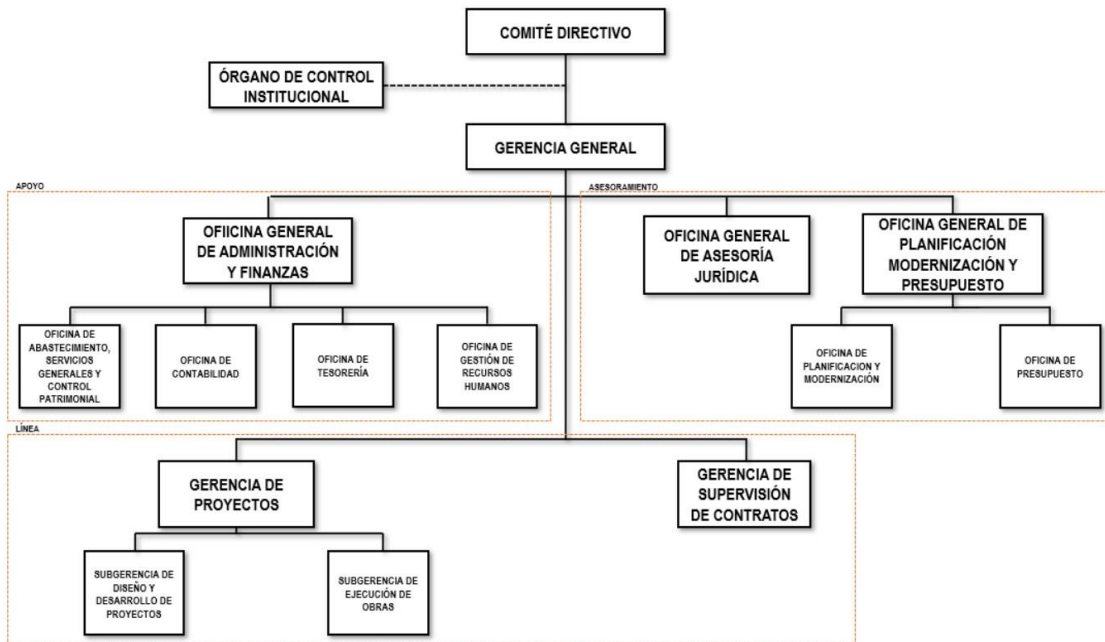 COMITÉ DIRECTIVO
ÓRGANO DE CONTROL
INSTITUCIONAL
GERENCIA GENERAL
APOYO
ASESORAMIENTO
OFIICINA GENERAL
DE ADMINISTRACIÓN
Y FINANZAS
OFICINA GENERAL
DE ASESORÍA
JURÍDICA
OFICINA GENERAL DE
PLANIFICACIÓN
MODERNIZACIÓN Y
PRESUPUESTO
OFICINA DE
ABASTECIMIENTO,
SERVICIOS
GENERALES Y
CONTROL
PATRIMONIAL
OFICINA DE
CONTABILIDAD
OFICINA DE
TESORERÍA
OFICINA DE
GESTIÓN DE
RECURSOS
HUMANOS
OFICINA DE
PLANIFICACION Y
MODERNIZACIÓN
OFICINA DE
PRESUPUESTO
LÍNEA
GERENCIA DE
PROYECTOS
GERENCIA DE
SUPERVISIÓN
DE CONTRATOS
SUBGERENCIA DE
DISEÑO Y
DESARROLLO DE
PROYECTOS
SUBGERENCIA DE
EJECUCIÓN DE
OBRAS